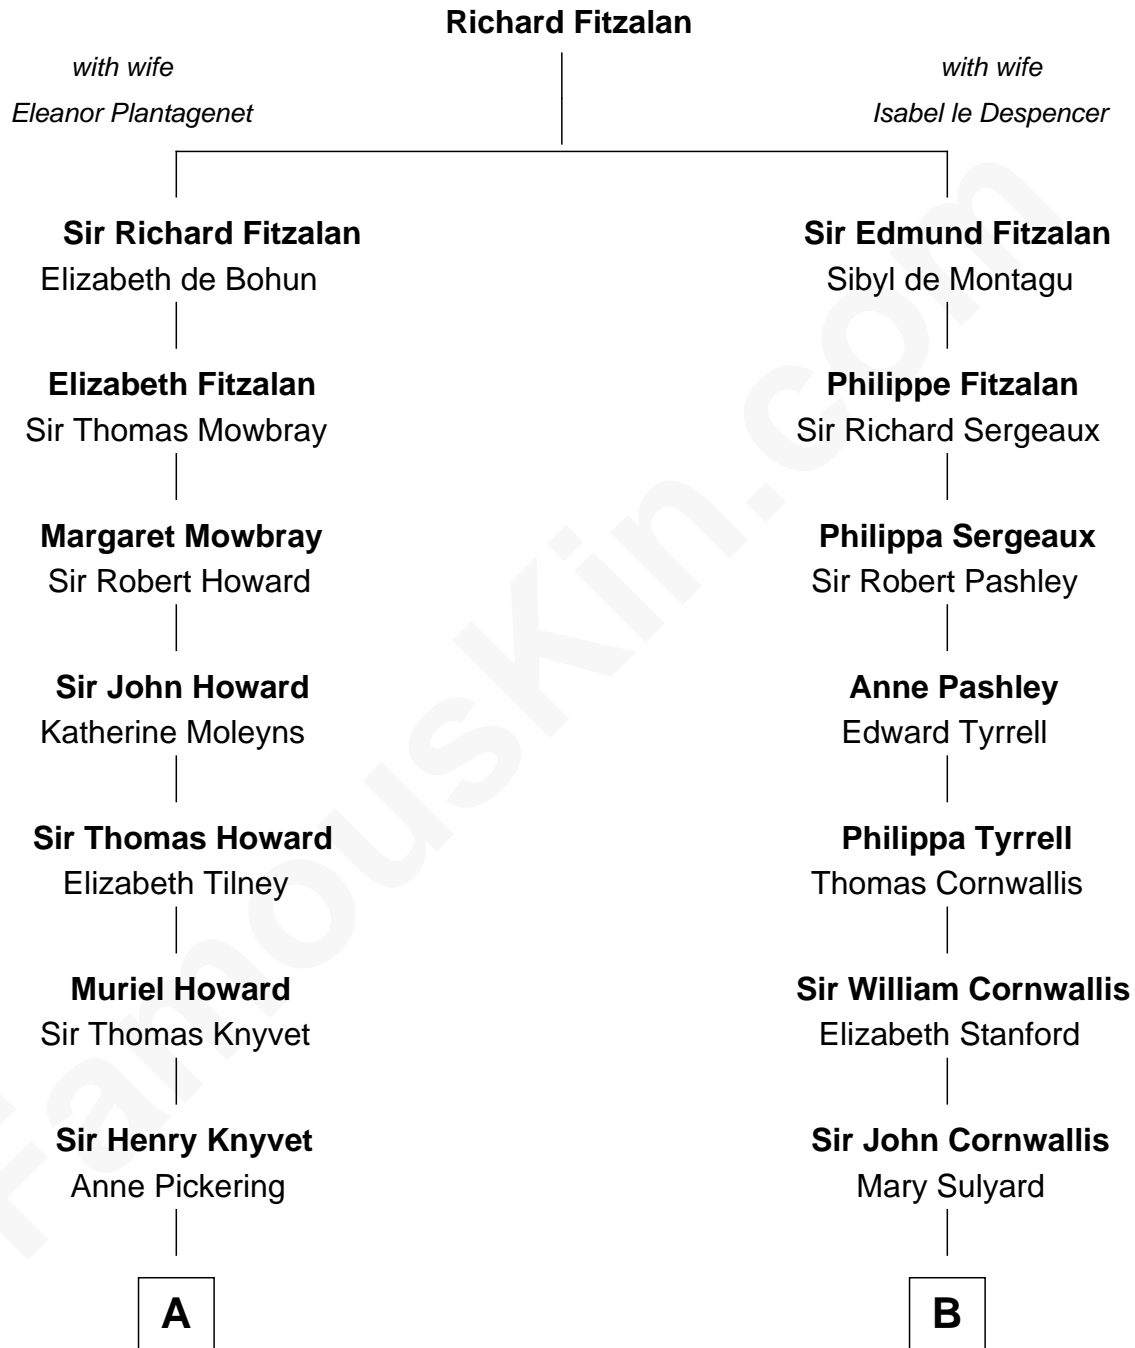 Richard Fitzalan
with wife
Eleanor Plantagenet
with wife
Isabel le Despencer
Sir Richard Fitzalan
Elizabeth de Bohun
Sir Edmund Fitzalan
Sibyl de Montagu
Elizabeth Fitzalan
Sir Thomas Mowbray
Philippe Fitzalan
Sir Richard Sergeaux
Margaret Mowbray
Sir Robert Howard
Philippa Sergeaux
Sir Robert Pashley
Sir John Howard
Katherine Moleyns
Anne Pashley
Edward Tyrrell
Sir Thomas Howard
Elizabeth Tilney
Philippa Tyrrell
Thomas Cornwallis
Muriel Howard
Sir Thomas Knyvet
Sir William Cornwallis
Elizabeth Stanford
Sir Henry Knyvet
Anne Pickering
Sir John Cornwallis
Mary Sulyard
A
B
FamousKin.com